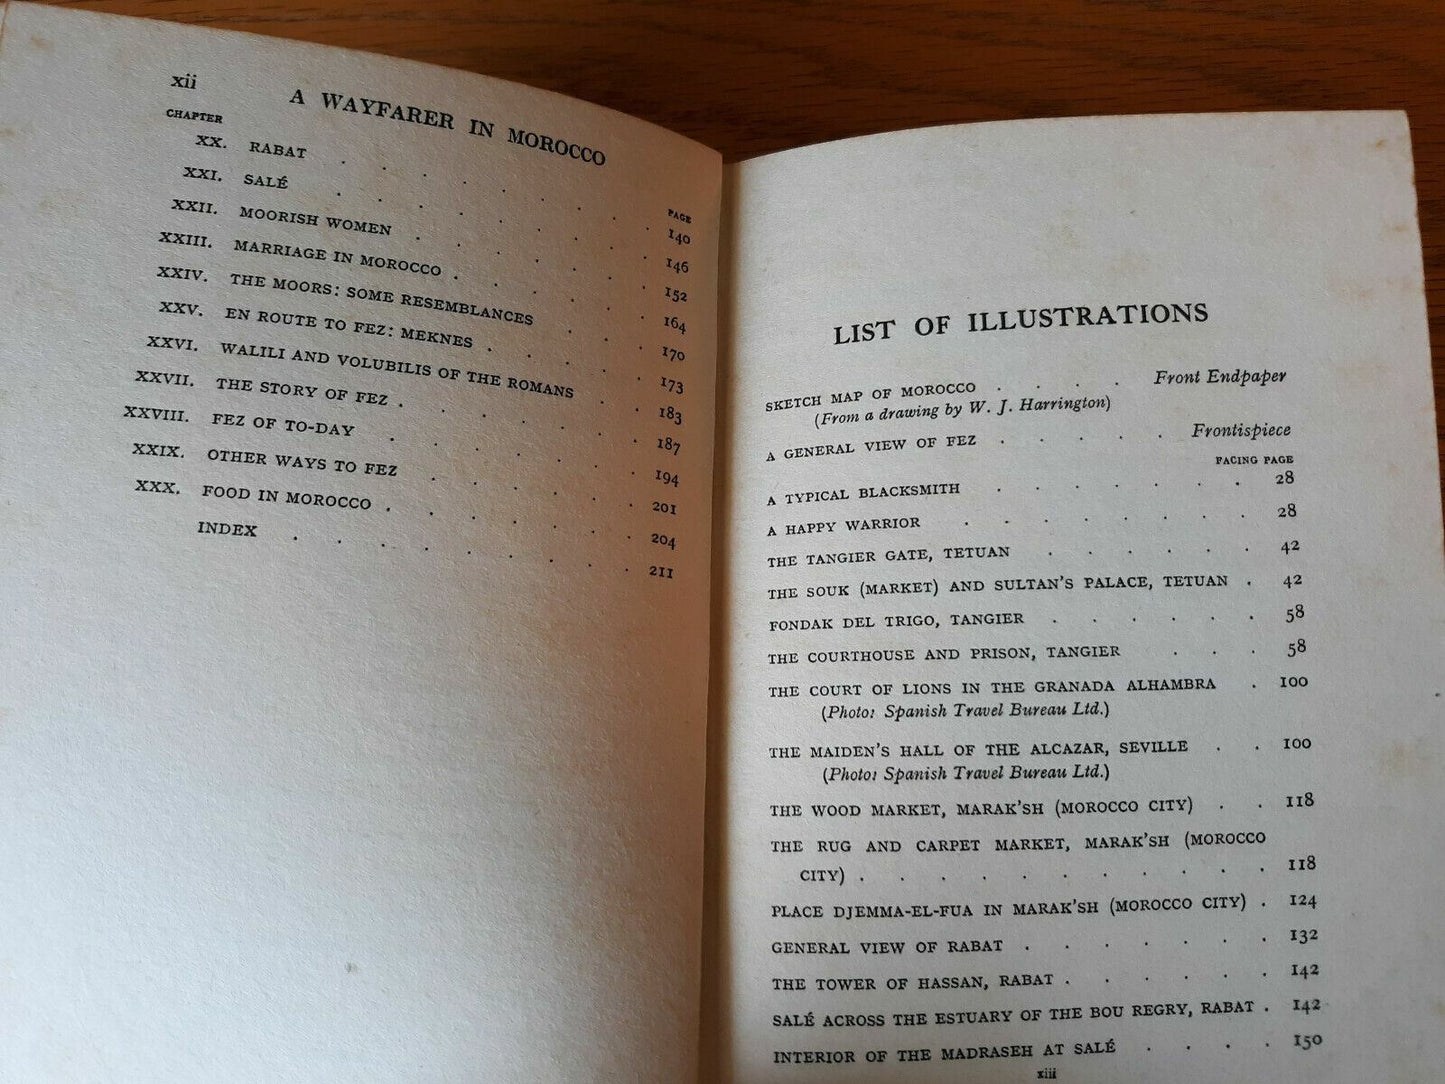 xii A WAYFARER IN MOROCCO
CHAPTER PAGE
XX. RABAT . . . . . . . 140
XXI. SALÉ . . . . . . . . 146
XXII. MOORISH WOMEN . . . . . . 152
XXIII. MARRIAGE IN MOROCCO . . . . . 164
XXIV. THE MOORS: SOME RESEMBLANCES . . . 170
XXV. EN ROUTE TO FEZ: MEKNES . . . . 173
XXVI. WALILI AND VOLUBILIS OF THE ROMANS . . 183
XXVII. THE STORY OF FEZ . . . . . . 187
XXVIII. FEZ OF TO-DAY . . . . . . 194
XXIX. OTHER WAYS TO FEZ . . . . . 201
XXX. FOOD IN MOROCCO . . . . . . 204
INDEX . . . . . . . . 211
LIST OF ILLUSTRATIONS
SKETCH MAP OF MOROCCO . . . . Front Endpaper
(From a drawing by W. J. Harrington)
A GENERAL VIEW OF FEZ . . . . . Frontispiece
FACING PAGE
A TYPICAL BLACKSMITH . . . . . . . 28
A HAPPY WARRIOR . . . . . . . . 28
THE TANGIER GATE, TETUAN . . . . . . 42
THE SOUK (MARKET) AND SULTAN'S PALACE, TETUAN . 42
FONDAK DEL TRIGO, TANGIER . . . . . . 58
THE COURTHOUSE AND PRISON, TANGIER . . . 58
THE COURT OF LIONS IN THE GRANADA ALHAMBRA . 100
(Photo: Spanish Travel Bureau Ltd.)
THE MAIDEN'S HALL OF THE ALCAZAR, SEVILLE . . 100
(Photo: Spanish Travel Bureau Ltd.)
THE WOOD MARKET, MARAK'SH (MOROCCO CITY) . . 118
THE RUG AND CARPET MARKET, MARAK'SH (MOROCCO
CITY) . . . . . . . . . . . 118
PLACE DJEMMA-EL-FUA IN MARAK'SH (MOROCCO CITY) . 124
GENERAL VIEW OF RABAT . . . . . . . 132
THE TOWER OF HASSAN, RABAT . . . . . . 142
SALÉ ACROSS THE ESTUARY OF THE BOU REGRY, RABAT . 142
INTERIOR OF THE MADRASEH AT SALÉ . . . . 150
xiii